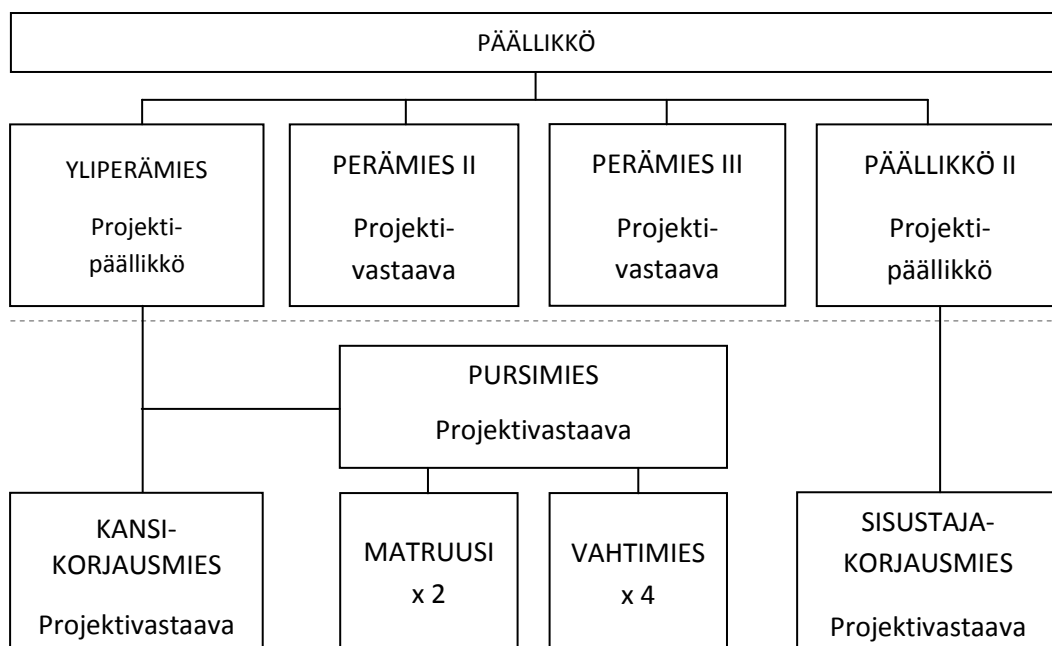 PÄÄLLIKKÖ
YLIPERÄMIES
Projekti-
päällikkö
PERÄMIES II
Projekti-
vastaava
PERÄMIES III
Projekti-
vastaava
PÄÄLLIKKÖ II
Projekti-
päällikkö
PURSIMIES
Projektivastaava
KANSI-
KORJAUSMIES
Projektivastaava
MATRUUSI
x 2
VAHTIMIES
x 4
SISUSTAJA-
KORJAUSMIES
Projektivastaava